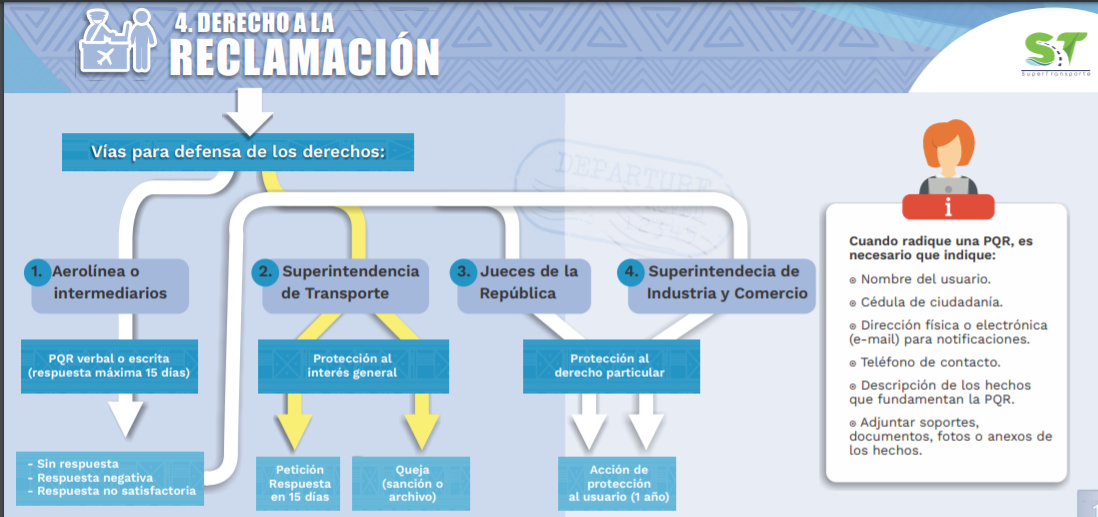 4. DERECHO A LA
RECLAMACIÓN
ST
SuperTransporte
Vías para defensa de los derechos:
DEPARTURE
1. Aerolínea o
intermediarios
2. Superintendencia
de Transporte
3. Jueces de la
República
4. Superintendecia de
Industria y Comercio
PQR verbal o escrita
(respuesta máxima 15 días)
Protección al
interés general
Protección al
derecho particular
- Sin respuesta
- Respuesta negativa
- Respuesta no satisfactoria
Petición
Respuesta
en 15 dias
Queja
(sanción o
archivo)
Acción de
protección
al usuario (1 año)
i
Cuando radique una PQR, es
necesario que indique:
Nombre del usuario.
Cédula de ciudadanía.
Dirección física o electrónica
(e-mail) para notificaciones.
Teléfono de contacto.
Descripción de los hechos
que fundamentan la PQR.
Adjuntar soportes,
documentos, fotos o anexos de
los hechos.